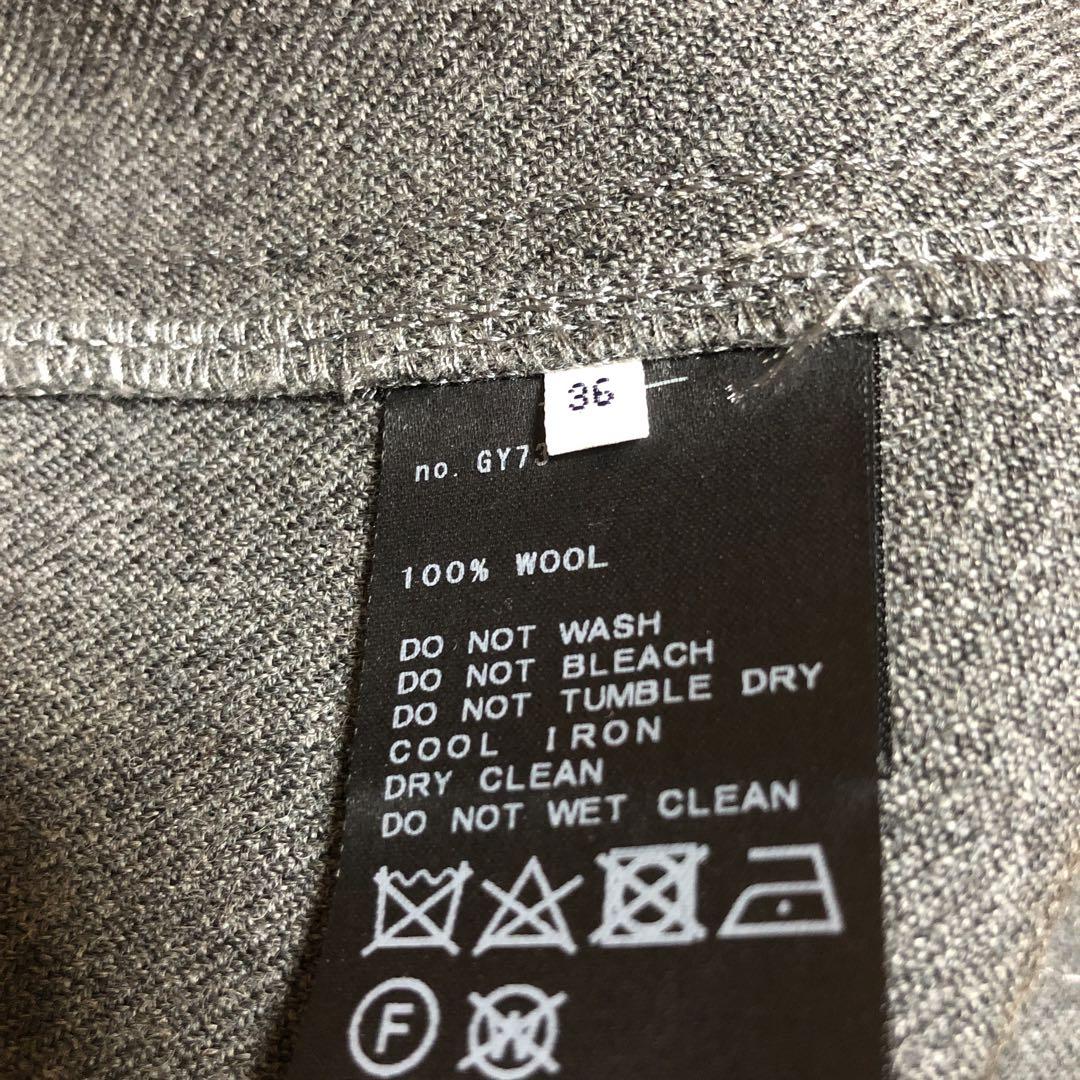 36
no. GY73
100% WOOL
DO NOT WASH
DO NOT BLEACH
DO NOT TUMBLE DRY
COOL IRON
DRY CLEAN
DO NOT WET CLEAN
F
W